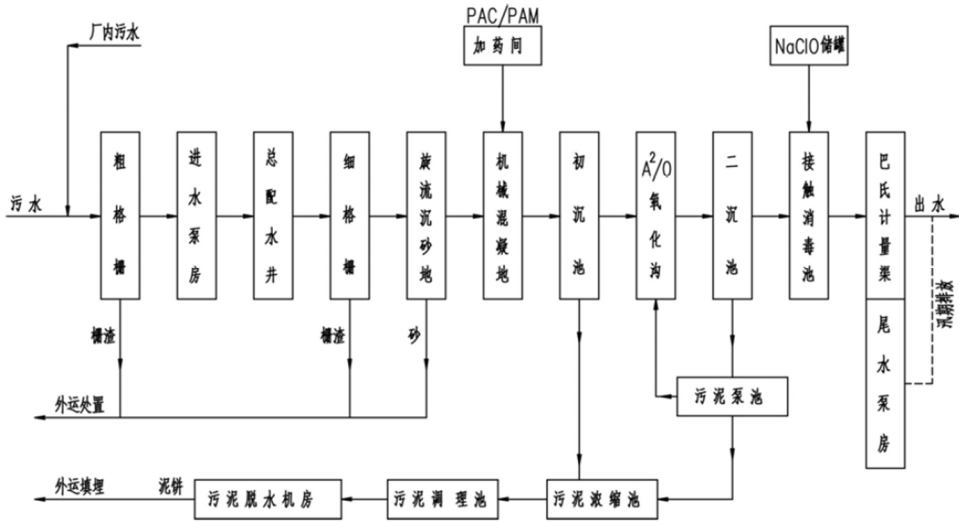 PAC/PAM
厂内污水
加药间
NaClO储罐
污水
粗格栅
进水泵房
总配水井
细格栅
旋流沉砂地
机械混凝地
初沉池
A²/O氧化沟
二沉池
接触消毒池
巴氏计量渠
出水
汛期排放
栅渣
栅渣
砂
尾水泵房
污泥泵池
外运处置
外运填埋
泥饼
污泥脱水机房
污泥调理池
污泥浓缩池